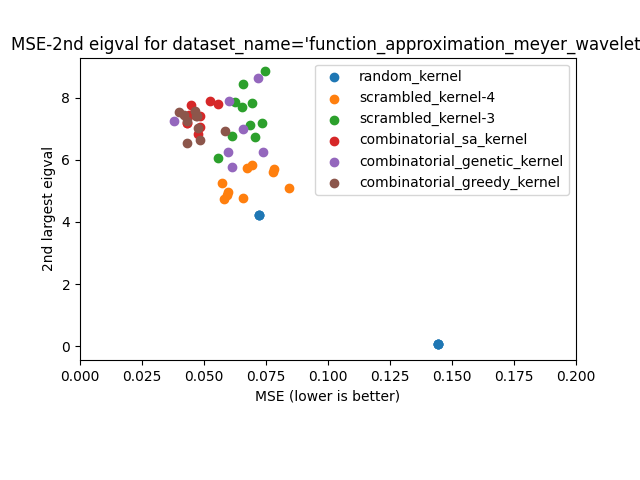 MSE-2nd eigval for dataset_name='function_approximation_meyer_wavelet
random_kernel
scrambled_kernel-4
scrambled_kernel-3
combinatorial_sa_kernel
combinatorial_genetic_kernel
combinatorial_greedy_kernel
2nd largest eigval
8
6
4
2
0
0.000 0.025 0.050 0.075 0.100 0.125 0.150 0.175 0.200
MSE (lower is better)